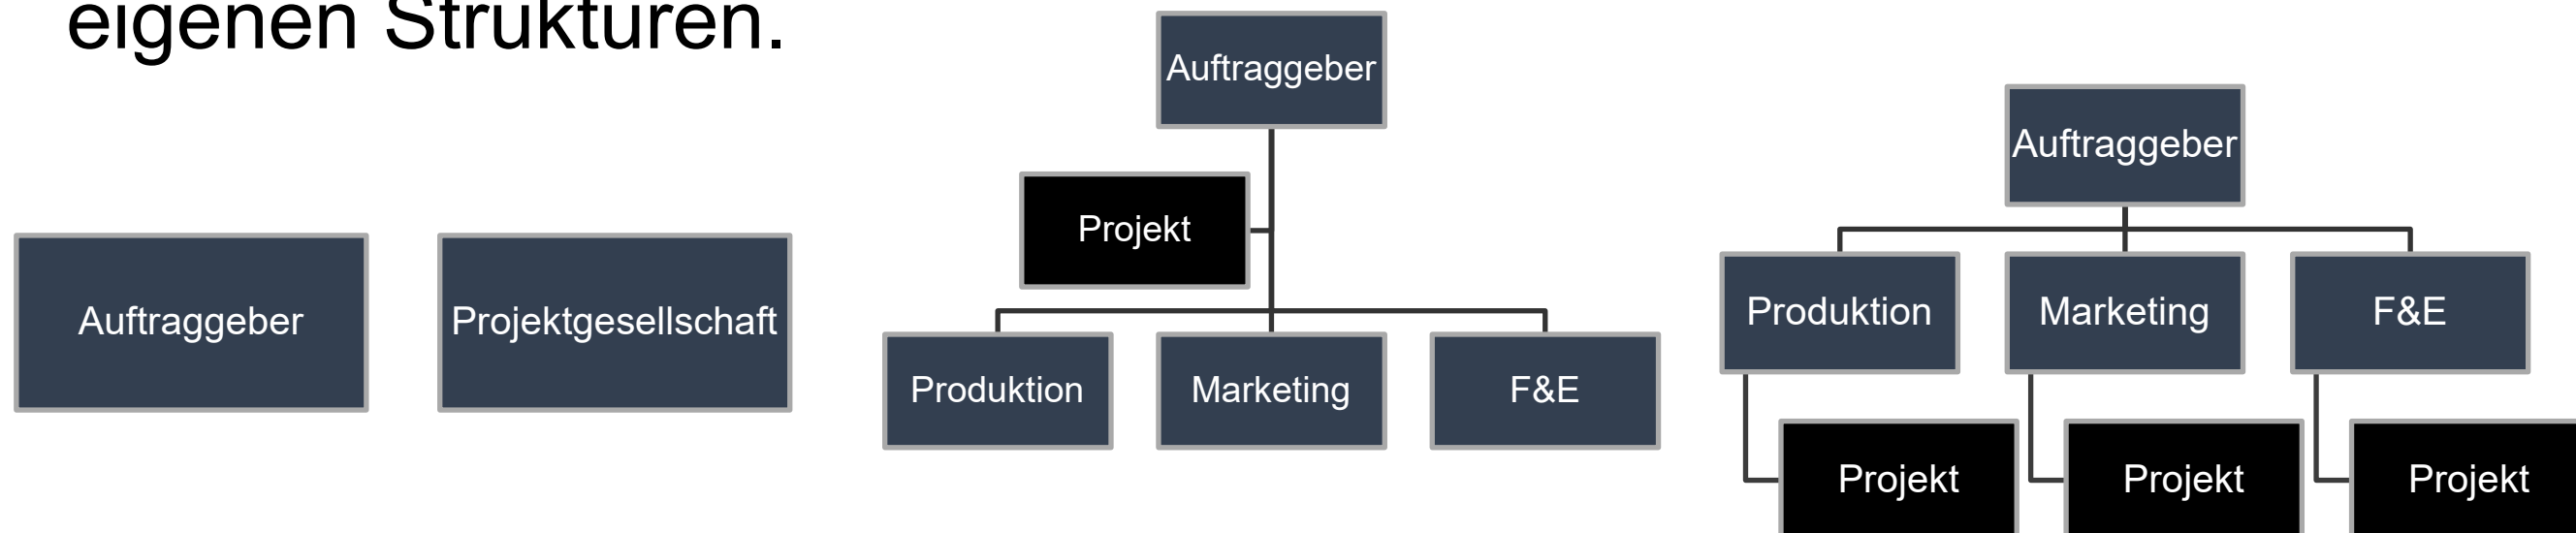 eigenen Strukturen.
Auftraggeber
Projektgesellschaft
Auftraggeber
Projekt
Produktion
Marketing
F&E
Auftraggeber
Produktion
Marketing
F&E
Projekt
Projekt
Projekt